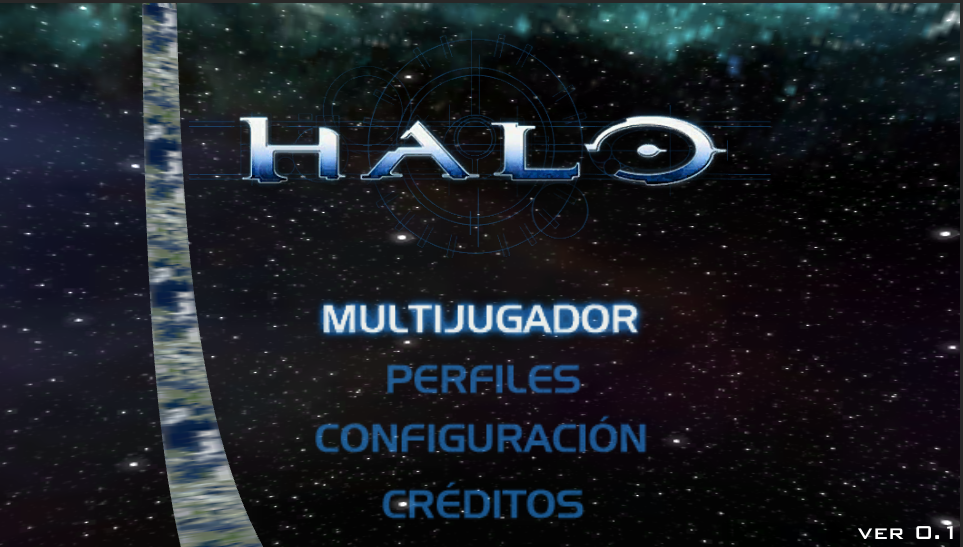 HALO
MULTIJUGADOR
PERFILES
CONFIGURACIÓN
CRÉDITOS
VER 0.1